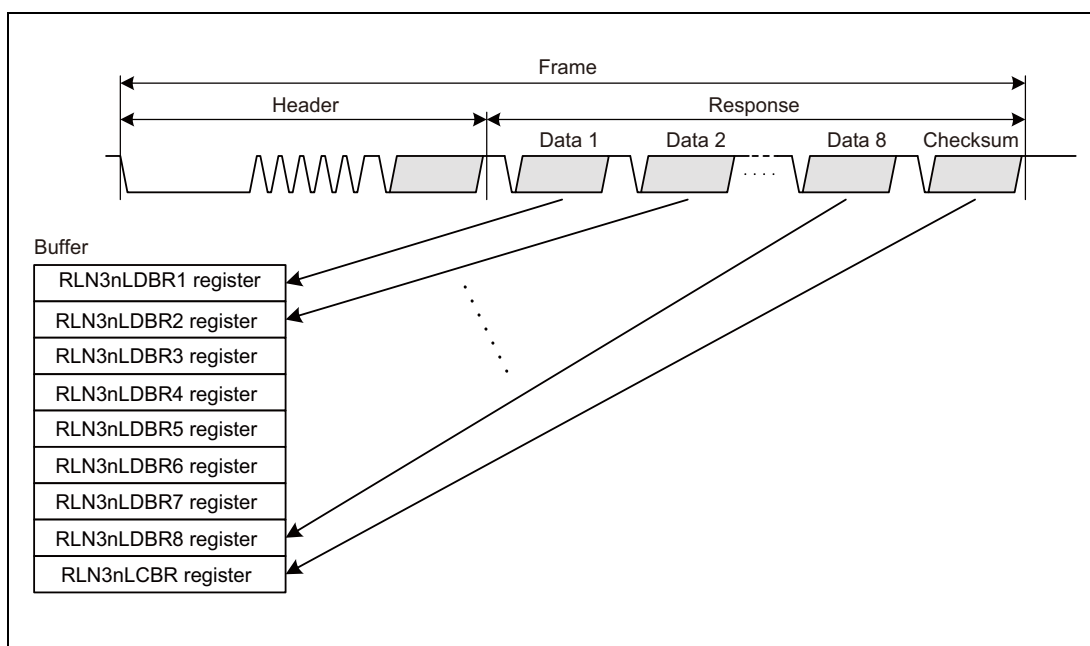 Frame
Header Response
Data 1 Data 2 Data 8 Checksum
Buffer
RLN3nLDBR1 register
RLN3nLDBR2 register
RLN3nLDBR3 register
RLN3nLDBR4 register
RLN3nLDBR5 register
RLN3nLDBR6 register
RLN3nLDBR7 register
RLN3nLDBR8 register
RLN3nLCBR register